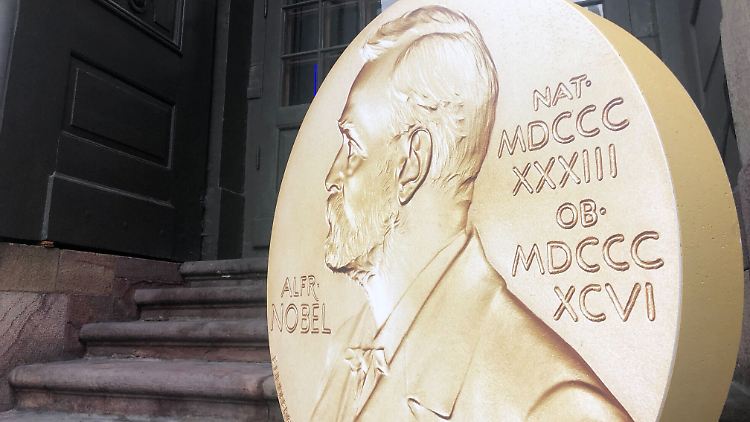 ALFR·
NOBEL
NAT·
MDCCC
XXXIII
OB·
MDCCC
XCVI